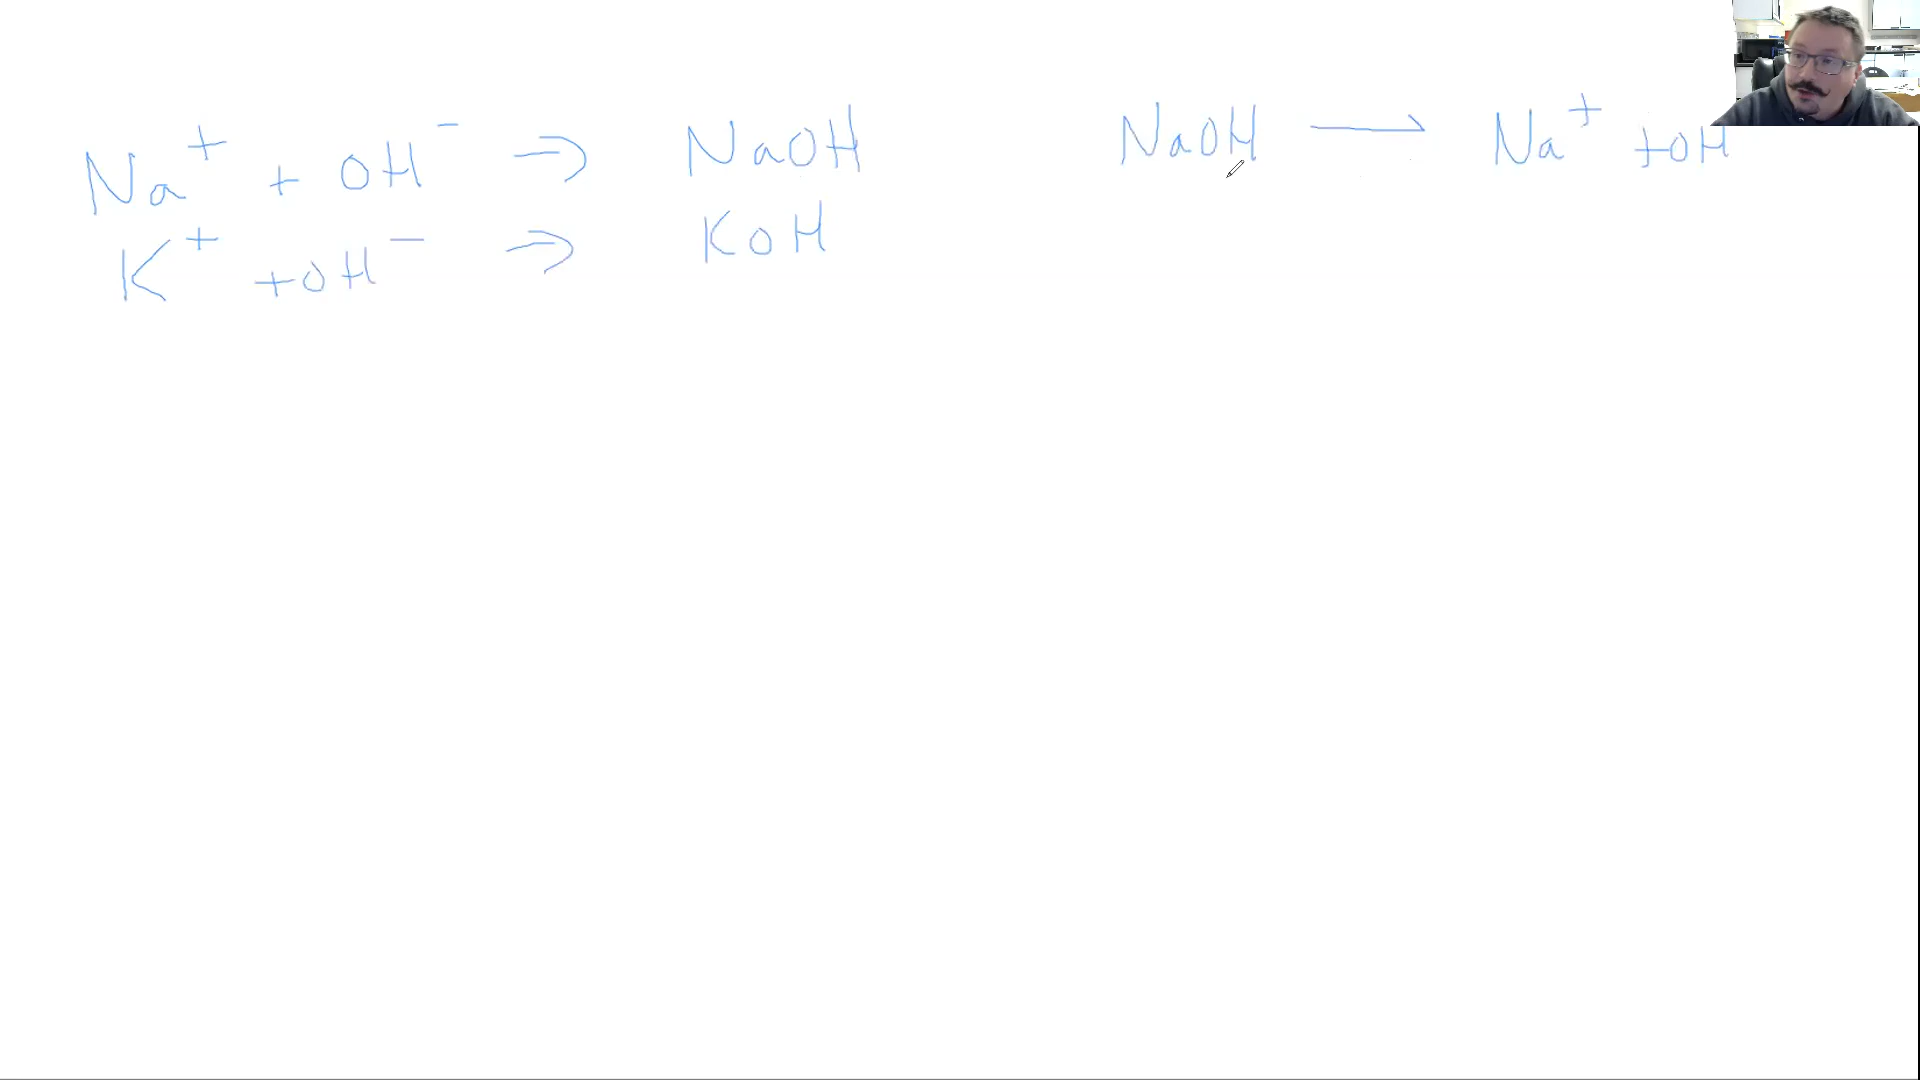 Na⁺ + OH⁻ → NaOH
K⁺ + OH⁻ → KOH
NaOH → Na⁺ + OH